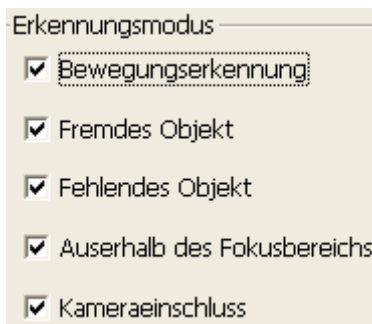 Erkennungsmodus
Bewegungserkennung
Fremdes Objekt
Fehlendes Objekt
Auserhalb des Fokusbereichs
Kameraeinschluss